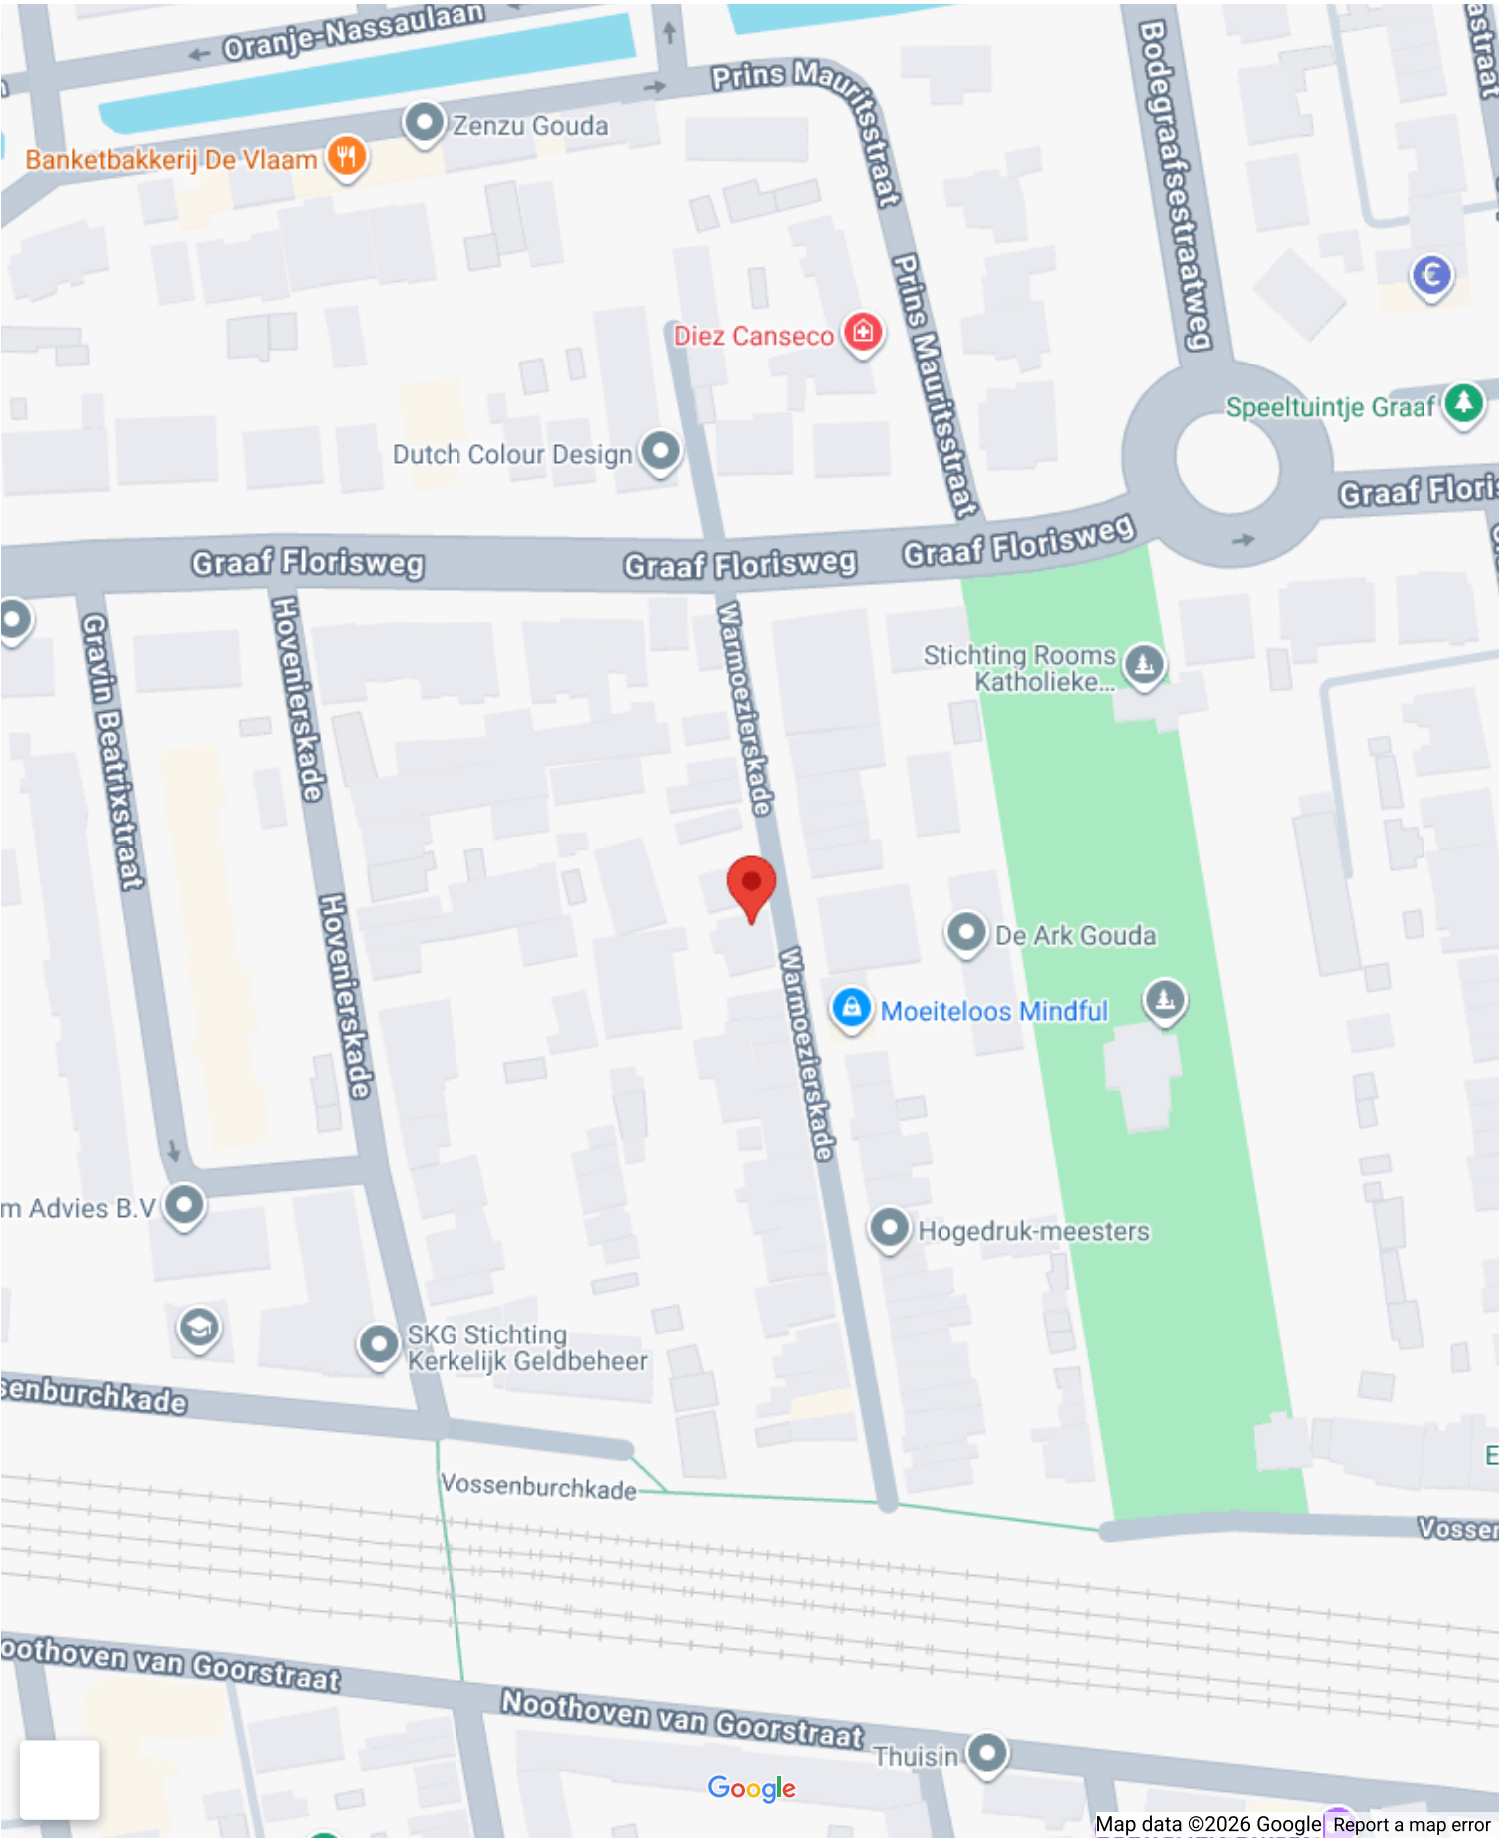 Oranje-Nassaulaan
Prins Mauritsstraat
Bodegraafsestraatweg
Zenzu Gouda
Banketbakkerij De Vlaam
Prins Mauritsstraat
€
Diez Canseco
Speeltuintje Graaf
Dutch Colour Design
Graaf Floris
Graaf Florisweg
Graaf Florisweg
Graaf Florisweg
Gravin Beatrixstraat
Hovenierskade
Warmoezierskade
Stichting Rooms
Katholieke...
Hovenierskade
De Ark Gouda
Warmoezierskade
Moeiteloos Mindful
m Advies B.V
Hogedruk-meesters
SKG Stichting
Kerkelijk Geldbeheer
senburchkade
Vossenburchkade
E
Vossen
oothoven van Goorstraat
Noothoven van Goorstraat
Thuisin
Google
Map data ©2026 Google
Report a map error